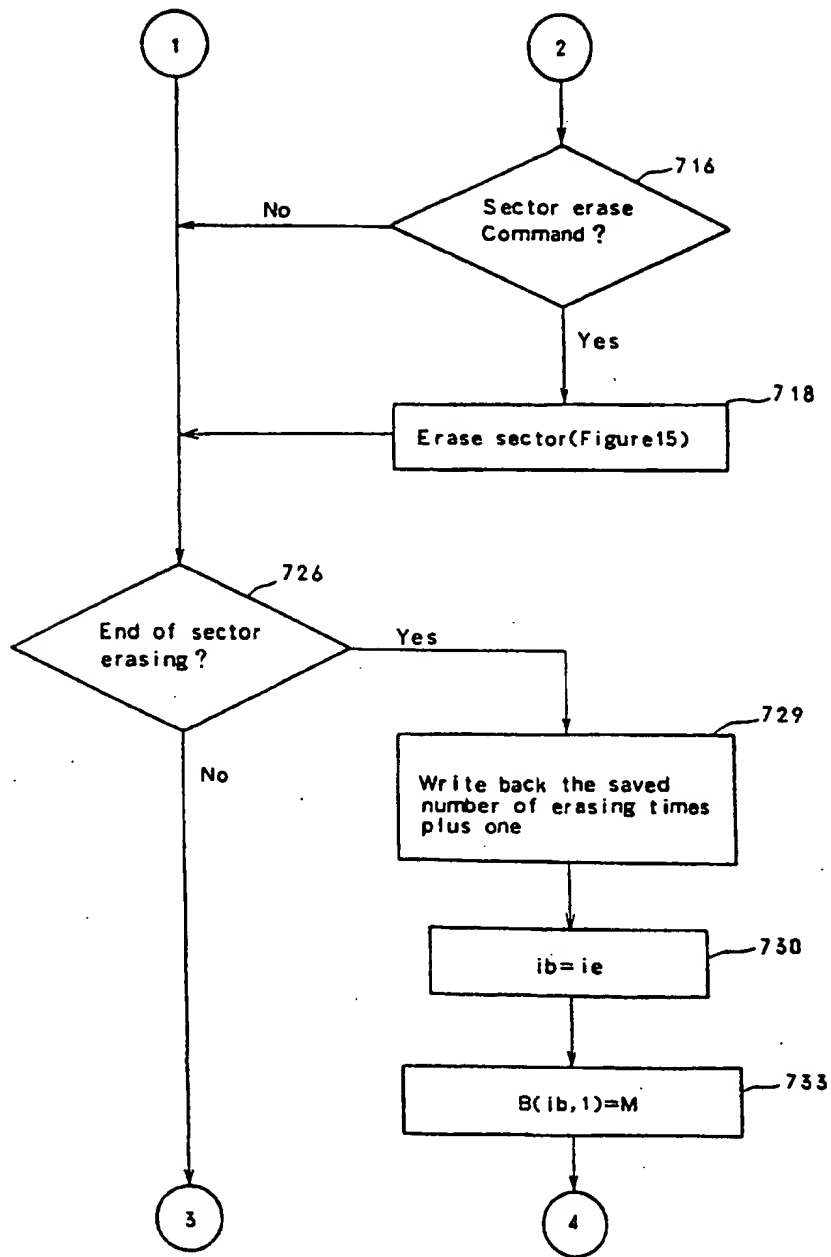 1
2
716
Sector erase
Command?
No
Yes
718
Erase sector(Figure15)
726
End of sector
erasing?
Yes
729
No
Write back the saved
number of erasing times
plus one
730
ib=ie
733
B(ib,1)=M
3
4